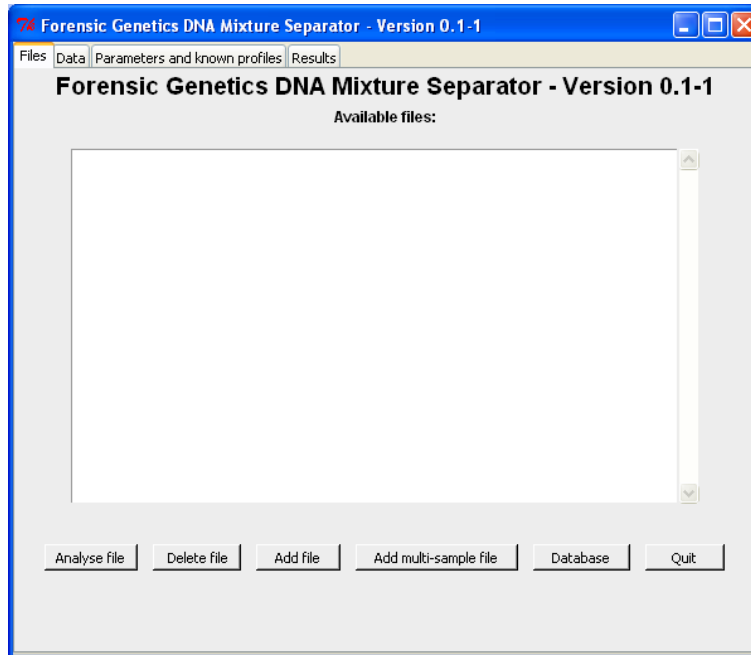 Forensic Genetics DNA Mixture Separator - Version 0.1-1
Files Data Parameters and known profiles Results
Forensic Genetics DNA Mixture Separator - Version 0.1-1
Available files:
Analyse file Delete file Add file Add multi-sample file Database Quit